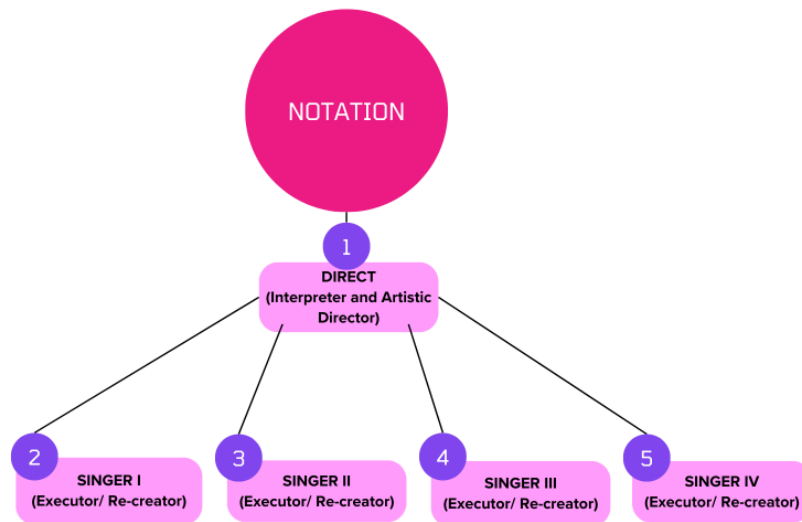 NOTATION
1
DIRECT
(Interpreter and Artistic
Director)
2
SINGER I
(Executor/ Re-creator)
3
SINGER II
(Executor/ Re-creator)
4
SINGER III
(Executor/ Re-creator)
5
SINGER IV
(Executor/ Re-creator)